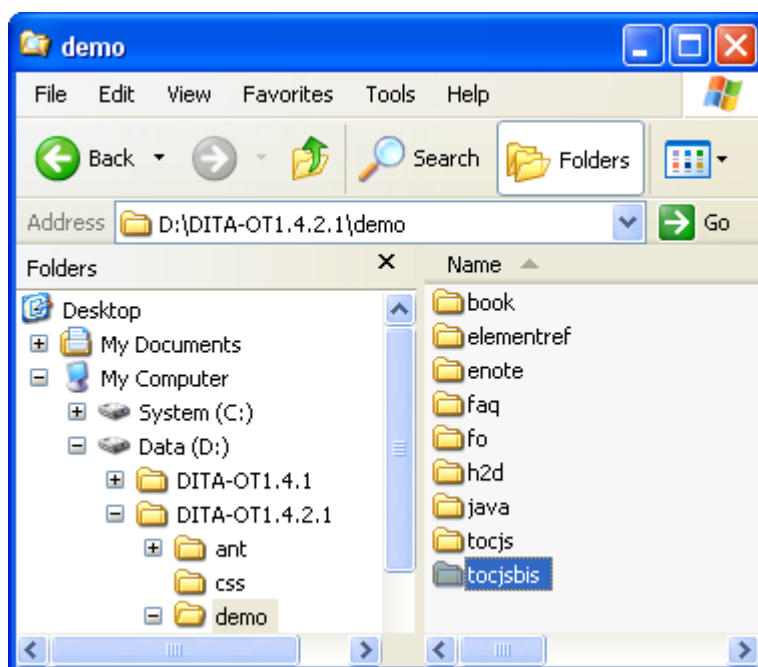 demo
File Edit View Favorites Tools Help
Back Search Folders
Address D:\DITA-OT1.4.2.1\demo Go
Folders
Desktop
My Documents
My Computer
System (C:)
Data (D:)
DITA-OT1.4.1
DITA-OT1.4.2.1
ant
css
demo
Name
book
elementref
enote
faq
fo
h2d
java
tocjs
tocjsbis